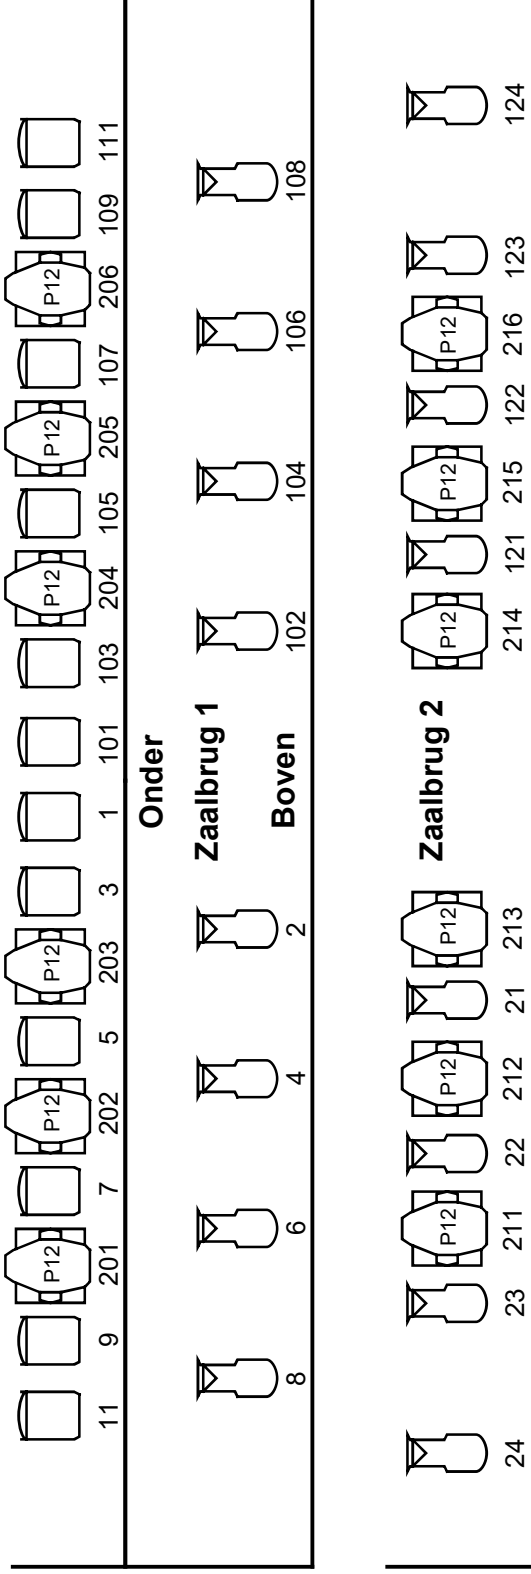 P12 P12 P12 P12 P12 P12
11 9 201 7 202 5 203 3 1 101 103 204 105 205 107 206 109 111
Onder
Zaalbrug 1
Boven
8 6 4 2 102 104 106 108
Zaalbrug 2
P12 P12 P12 P12 P12 P12
24 23 211 22 212 21 213 214 121 215 122 216 123 124